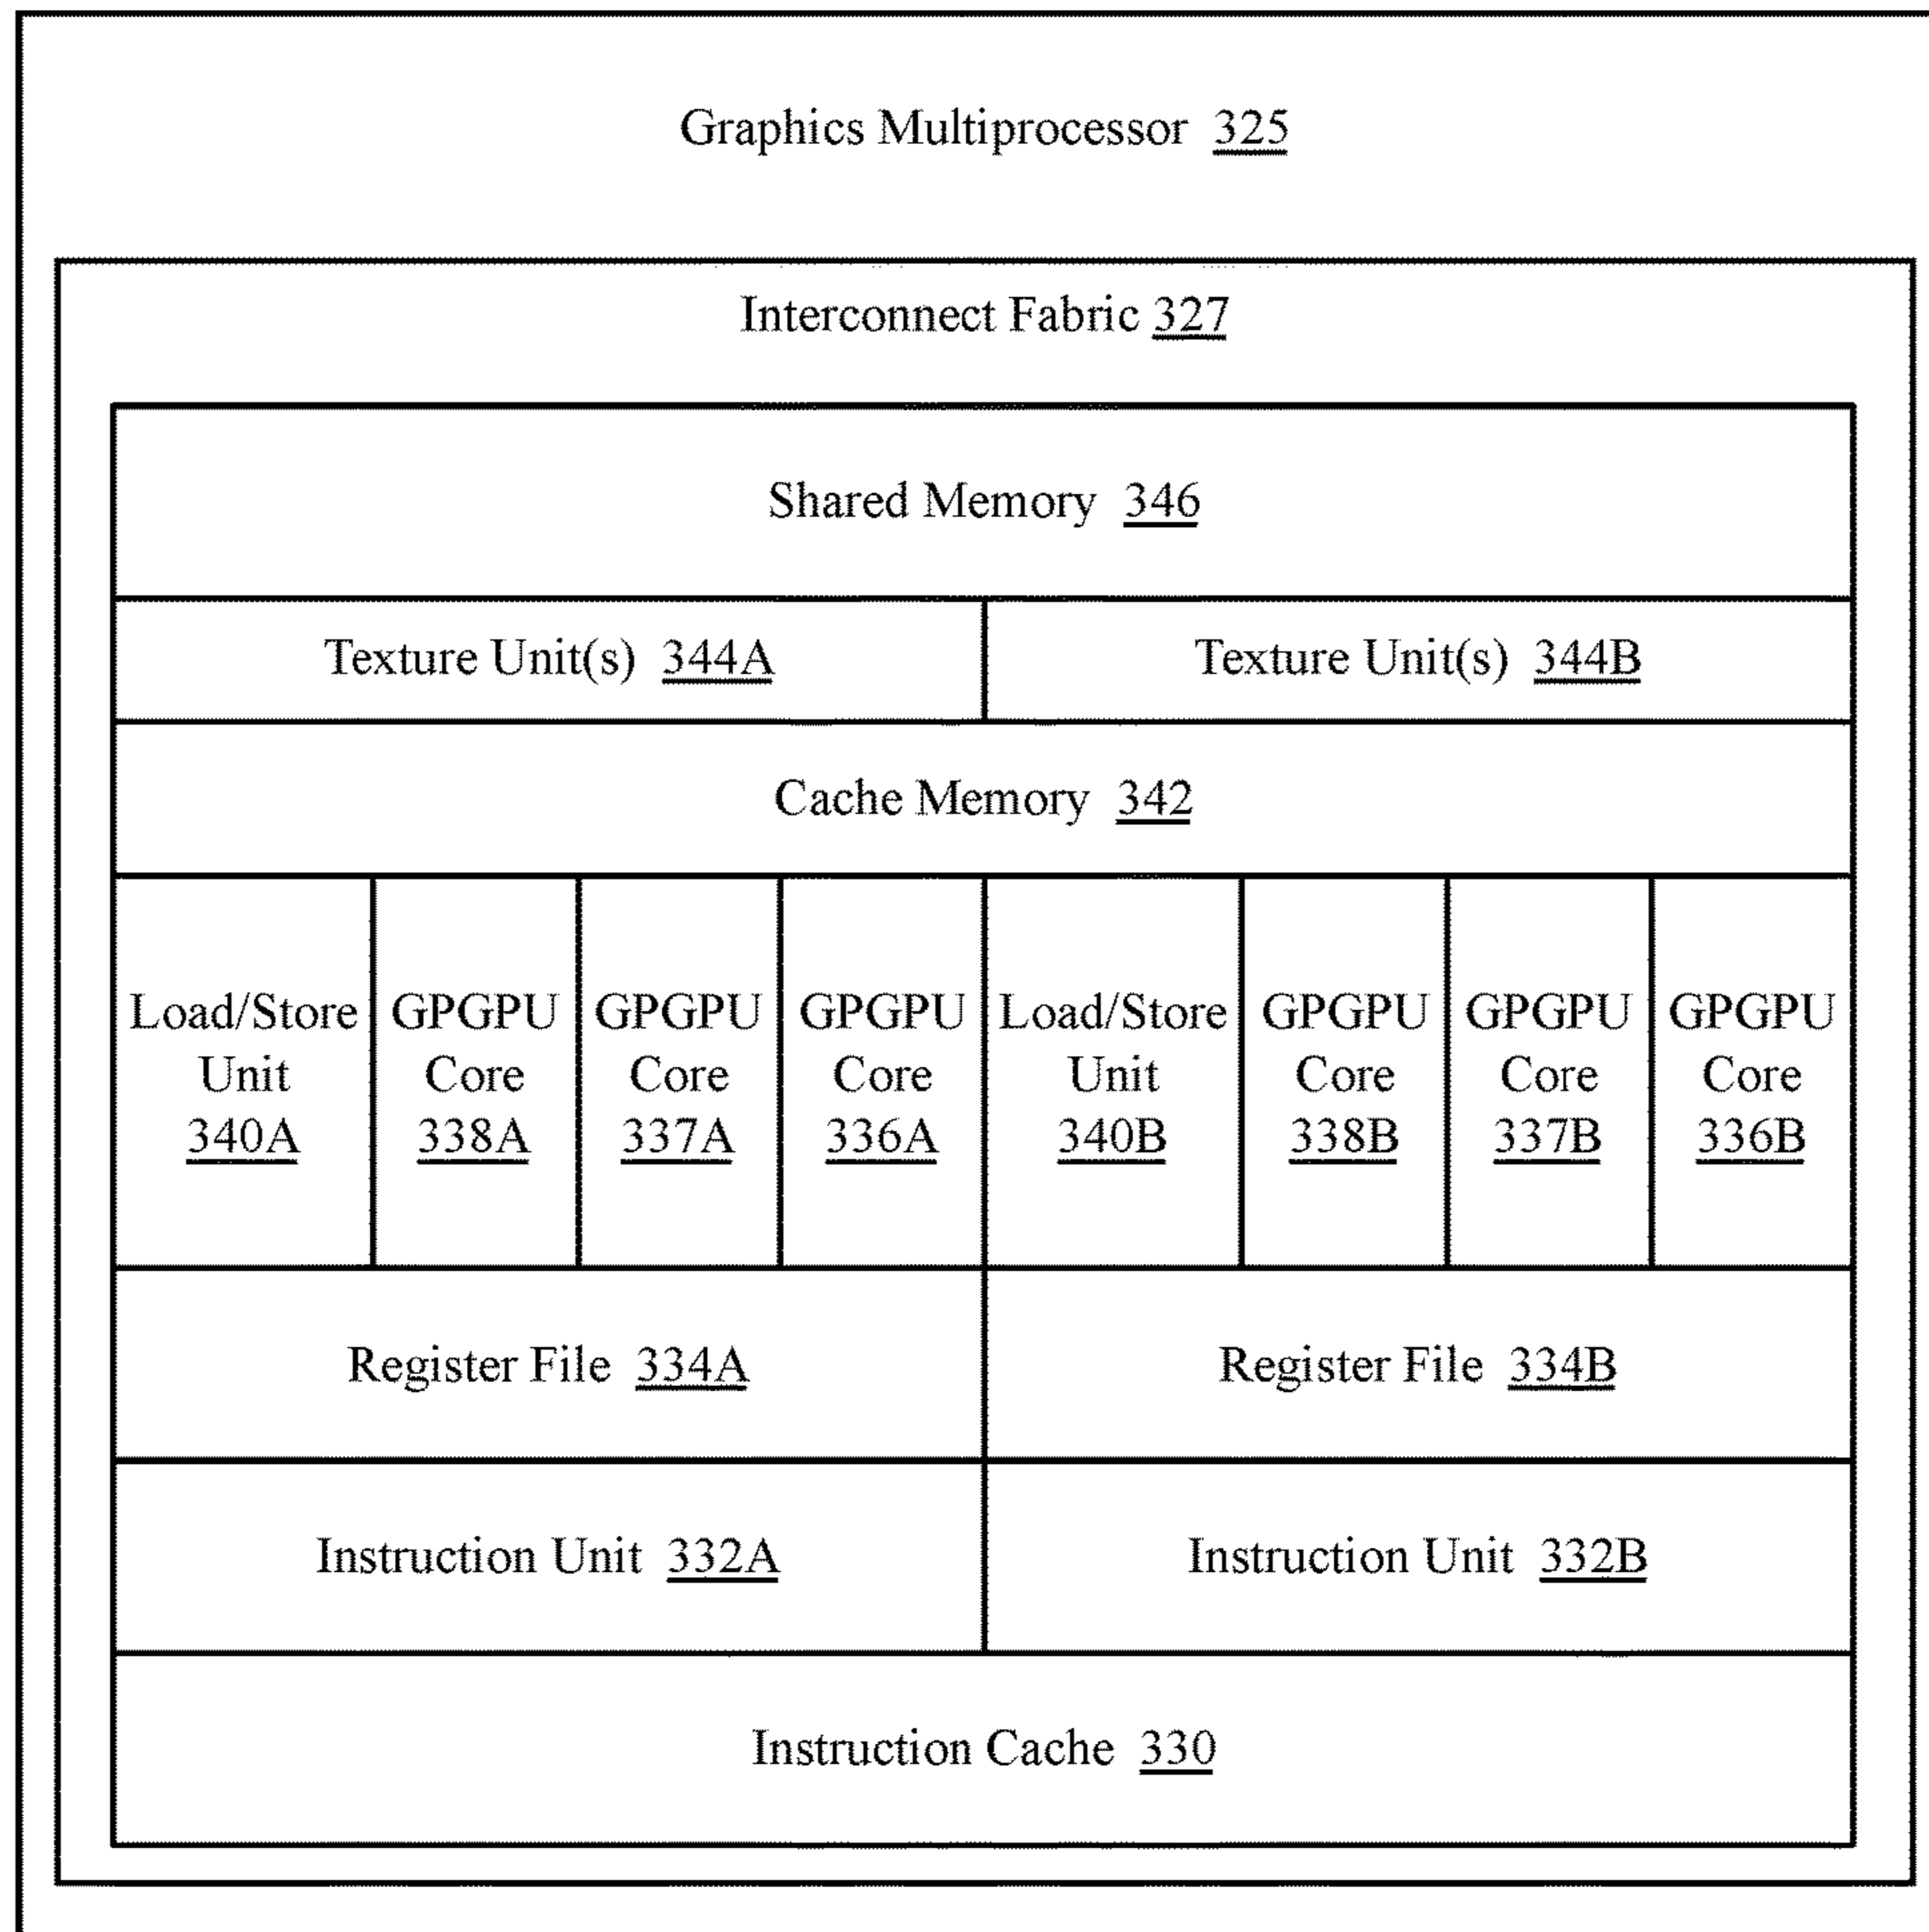 Graphics Multiprocessor 325
Interconnect Fabric 327
Shared Memory 346
Texture Unit(s) 344A
Texture Unit(s) 344B
Cache Memory 342
Load/Store
Unit
340A
GPGPU
Core
338A
GPGPU
Core
337A
GPGPU
Core
336A
Load/Store
Unit
340B
GPGPU
Core
338B
GPGPU
Core
337B
GPGPU
Core
336B
Register File 334A
Register File 334B
Instruction Unit 332A
Instruction Unit 332B
Instruction Cache 330